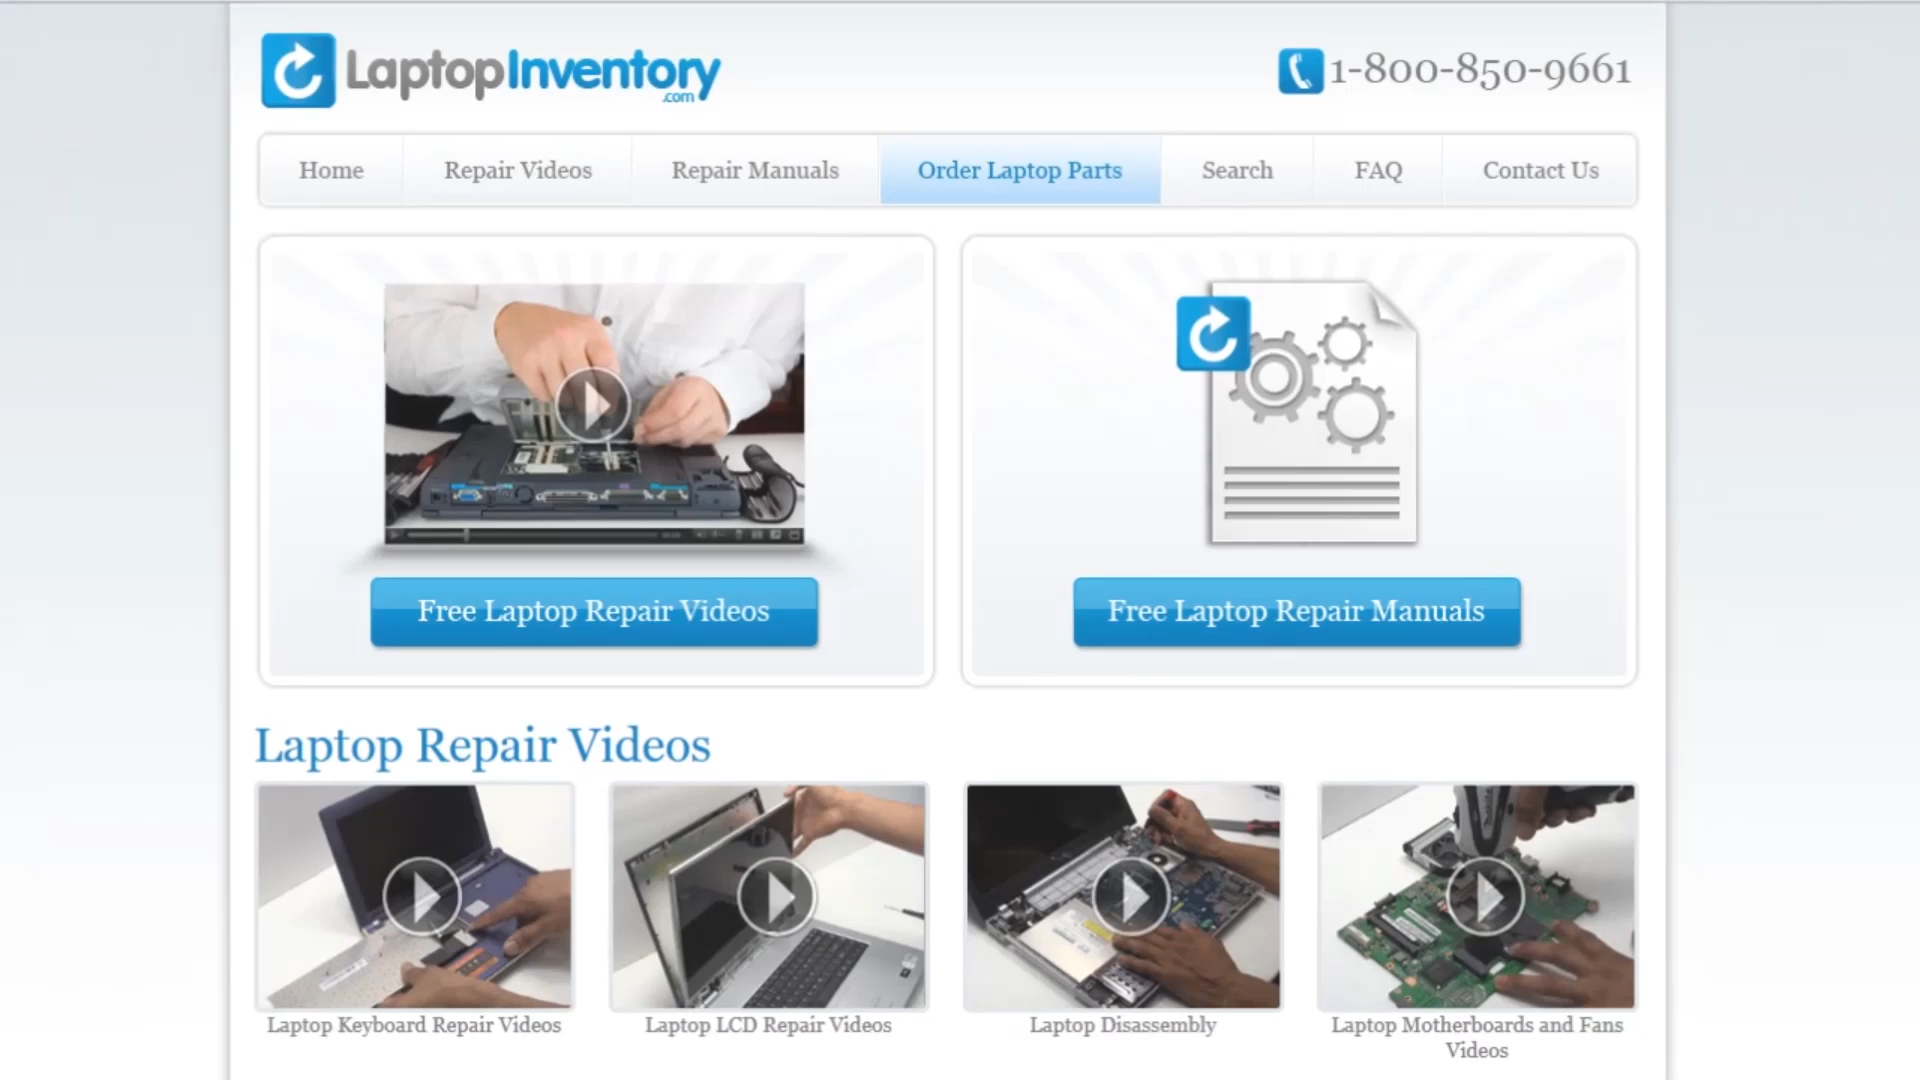 LaptopInventory
.com
1-800-850-9661
Home
Repair Videos
Repair Manuals
Order Laptop Parts
Search
FAQ
Contact Us
Free Laptop Repair Videos
Free Laptop Repair Manuals
Laptop Repair Videos
Laptop Keyboard Repair Videos
Laptop LCD Repair Videos
Laptop Disassembly
Laptop Motherboards and Fans
Videos